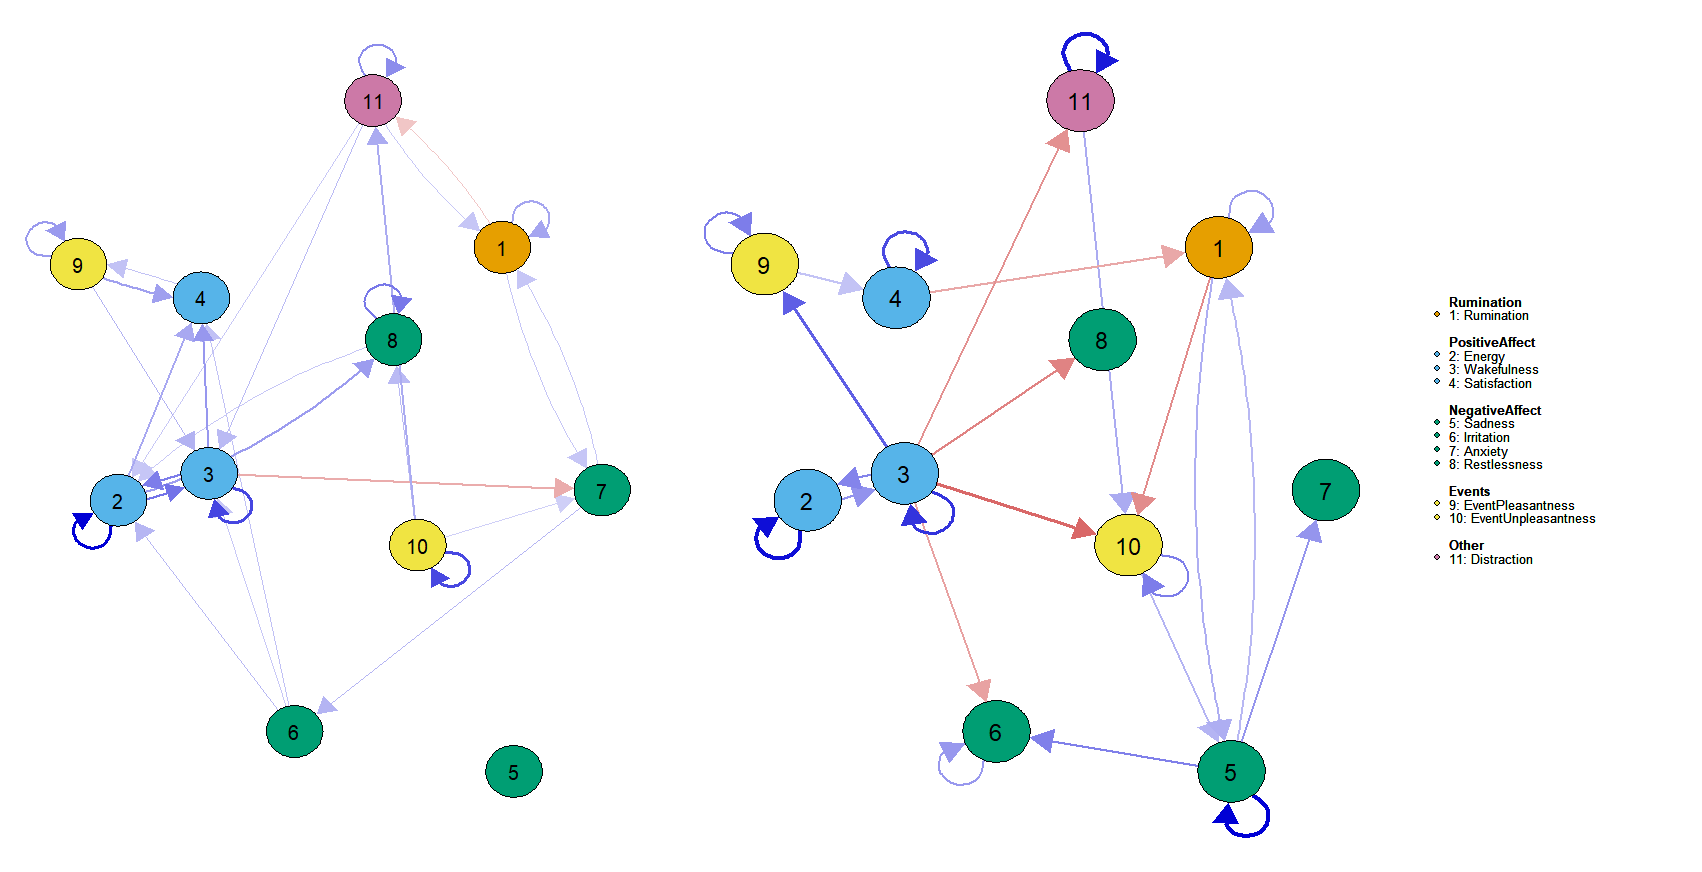 11
1
9
4
8
3
2
7
10
6
5
11
1
9
4
8
3
2
7
10
6
5
Rumination
1: Rumination
PositiveAffect
2: Energy
3: Wakefulness
4: Satisfaction
NegativeAffect
5: Sadness
6: Irritation
7: Anxiety
8: Restlessness
Events
9: EventPleasantness
10: EventUnpleasantness
Other
11: Distraction